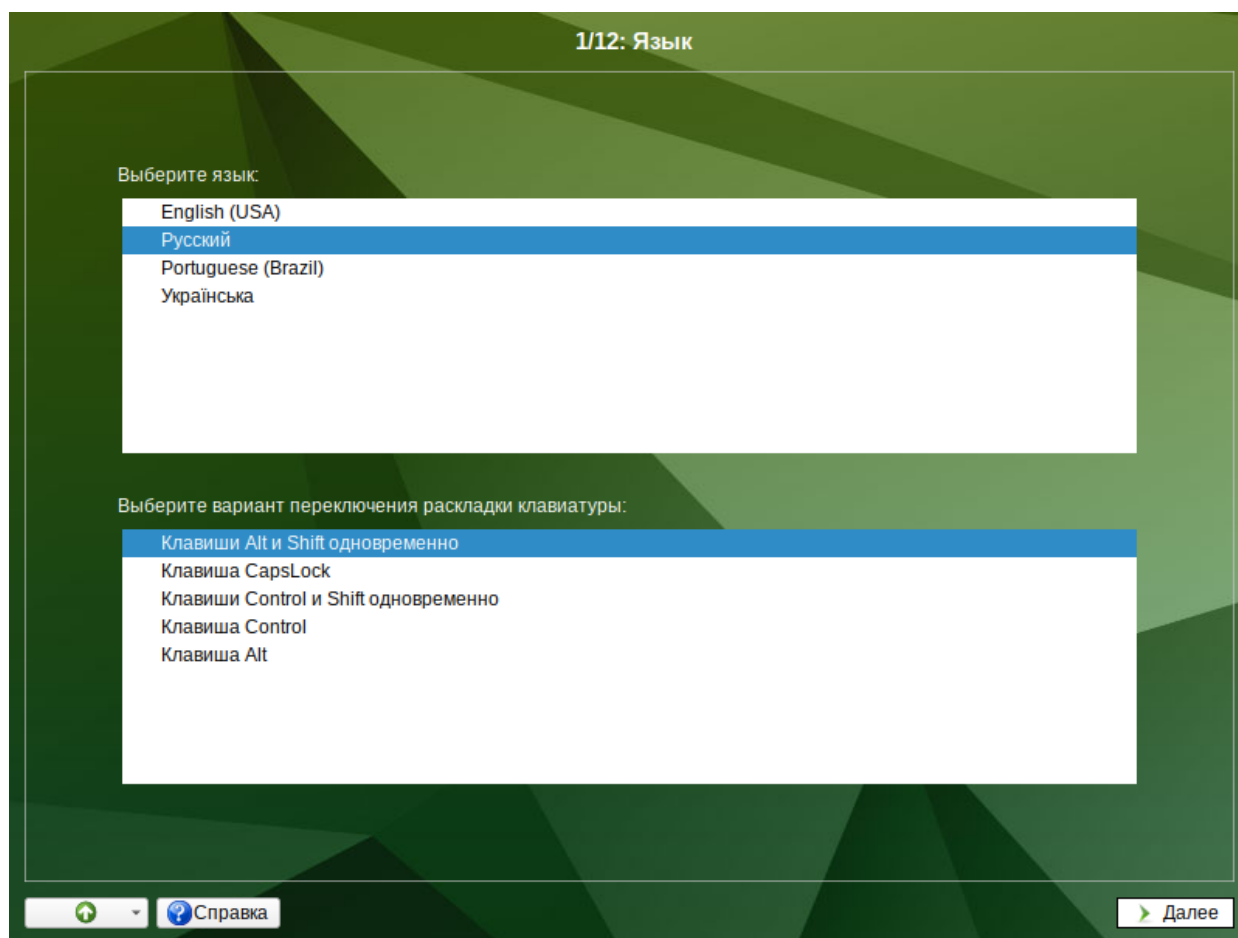 1/12: Язык
Выберите язык:
English (USA)
Русский
Portuguese (Brazil)
Українська
Выберите вариант переключения раскладки клавиатуры:
Клавиши Alt и Shift одновременно
Клавиша CapsLock
Клавиши Control и Shift одновременно
Клавиша Control
Клавиша Alt
Справка
Далее